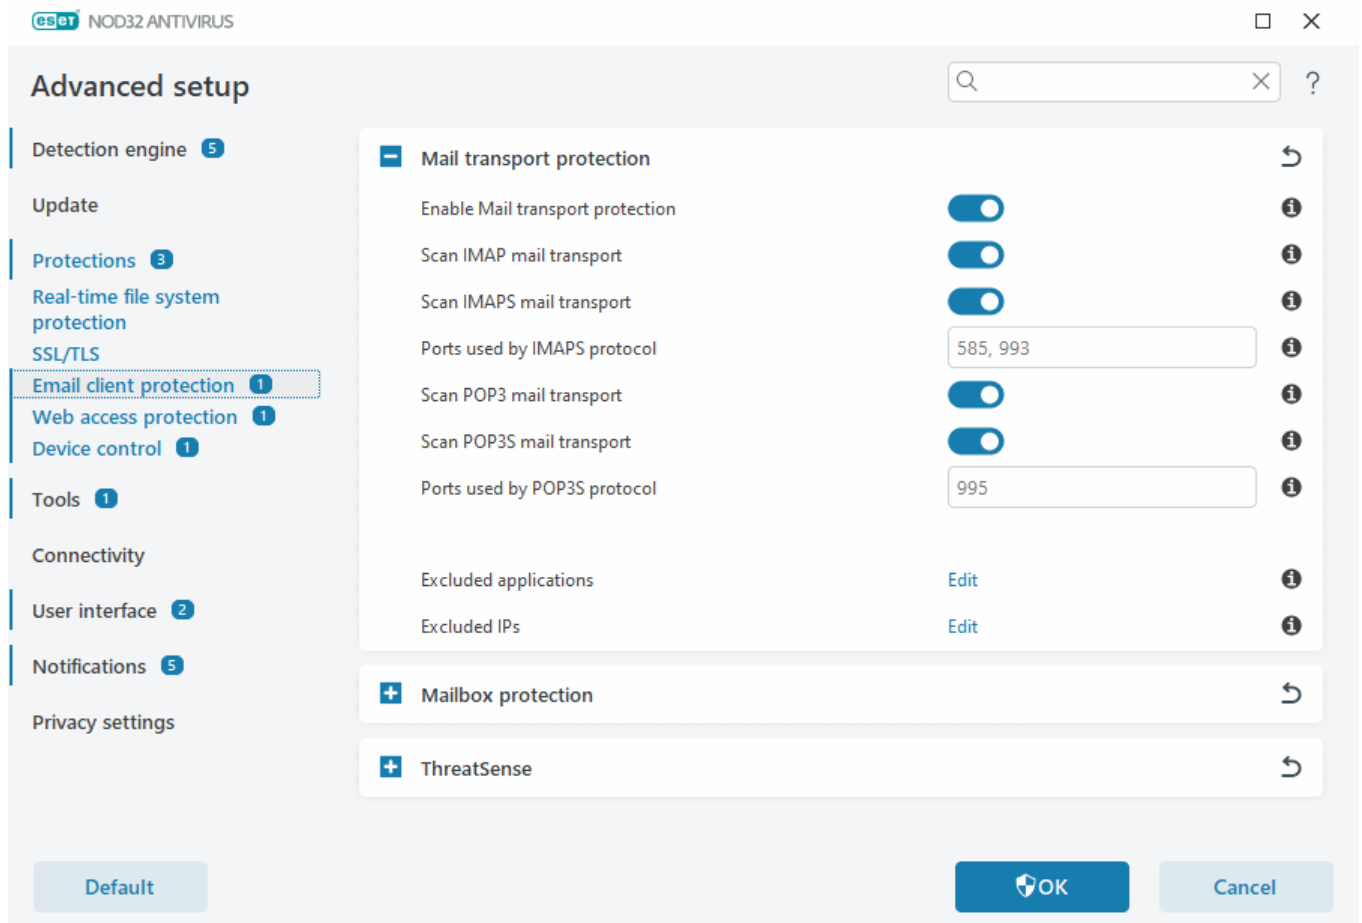 eset NOD32 ANTIVIRUS
Advanced setup
?
Detection engine 5
Update
Protections 3
Real-time file system
protection
SSL/TLS
Email client protection 1
Web access protection 1
Device control 1
Tools 1
Connectivity
User interface 2
Notifications 5
Privacy settings
Mail transport protection
Enable Mail transport protection
Scan IMAP mail transport
Scan IMAPS mail transport
Ports used by IMAPS protocol 585, 993
Scan POP3 mail transport
Scan POP3S mail transport
Ports used by POP3S protocol 995
Excluded applications Edit
Excluded IPs Edit
Mailbox protection
ThreatSense
Default
OK
Cancel